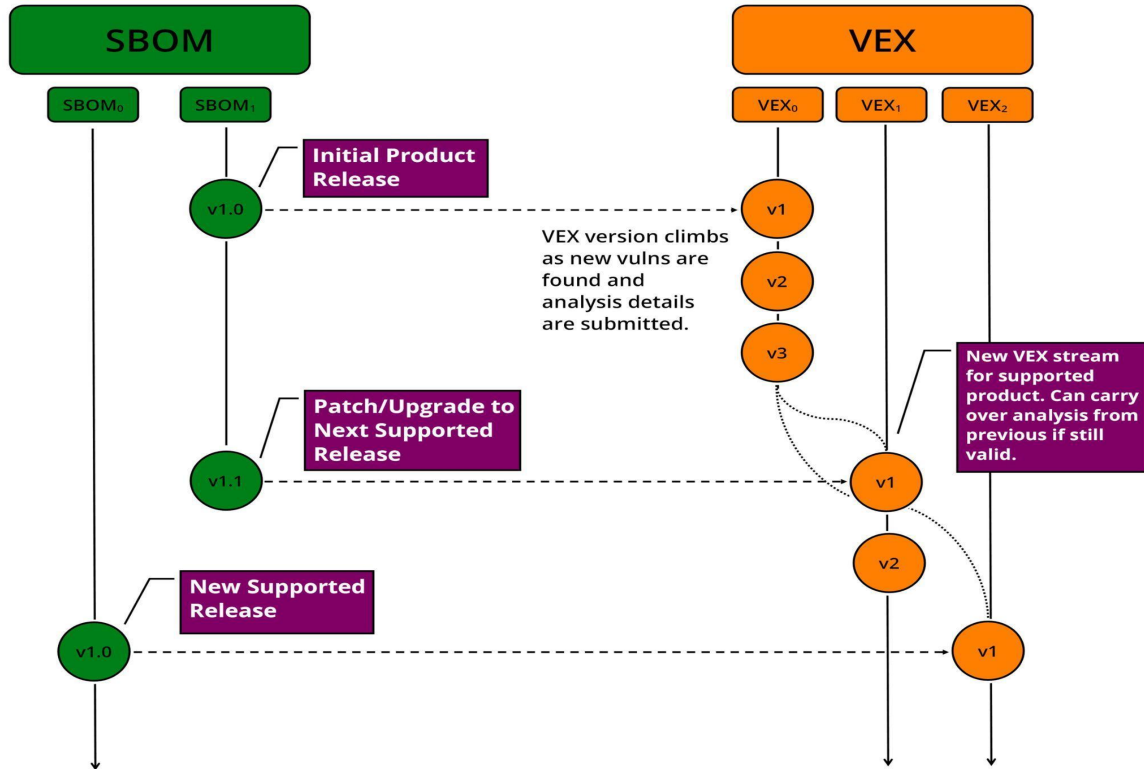 SBOM
VEX
SBOM₀
SBOM₁
VEX₀
VEX₁
VEX₂
Initial Product
Release
v1.0
v1
VEX version climbs
as new vulns are
found and
analysis details
are submitted.
v2
v3
New VEX stream
for supported
product. Can carry
over analysis from
previous if still
valid.
Patch/Upgrade to
Next Supported
Release
v1.1
v1
v2
New Supported
Release
v1.0
v1